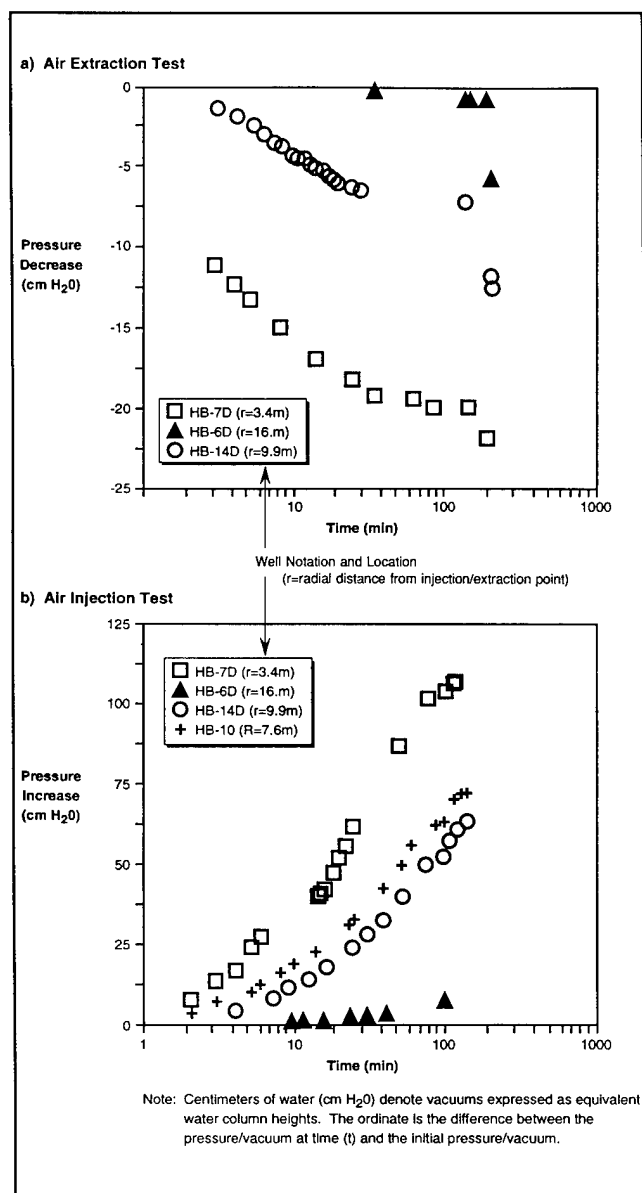 a) Air Extraction Test
0
-5
-10
-15
-20
-25
Pressure
Decrease
(cm H20)
HB-7D (r=3.4m)
HB-6D (r=16.m)
HB-14D (r=9.9m)
1
10
100
1000
Time (min)
Well Notation and Location
(r=radial distance from injection/extraction point)
b) Air Injection Test
125
100
75
50
25
0
Pressure
Increase
(cm H20)
HB-7D (r=3.4m)
HB-6D (r=16.m)
HB-14D (r=9.9m)
HB-10 (R=7.6m)
1
10
100
1000
Time (min)
Note: Centimeters of water (cm H20) denote vacuums expressed as equivalent
water column heights. The ordinate is the difference between the
pressure/vacuum at time (t) and the initial pressure/vacuum.